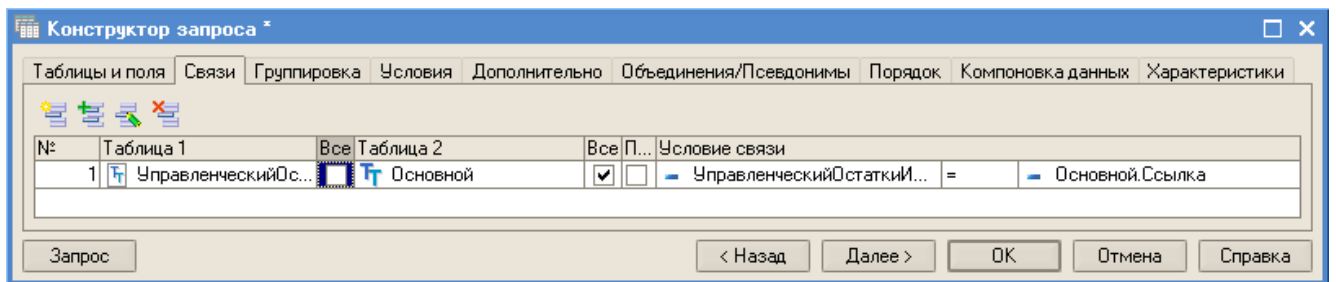 Конструктор запроса *
Таблицы и поля Связи Группировка Условия Дополнительно Объединения/Псевдонимы Порядок Компоновка данных Характеристики
№ Таблица 1 Все Таблица 2 Все П... Условие связи
1 УправленческийОс... Основной УправленческийОстаткиИ... = Основной.Ссылка
Запрос < Назад Далее > ОК Отмена Справка